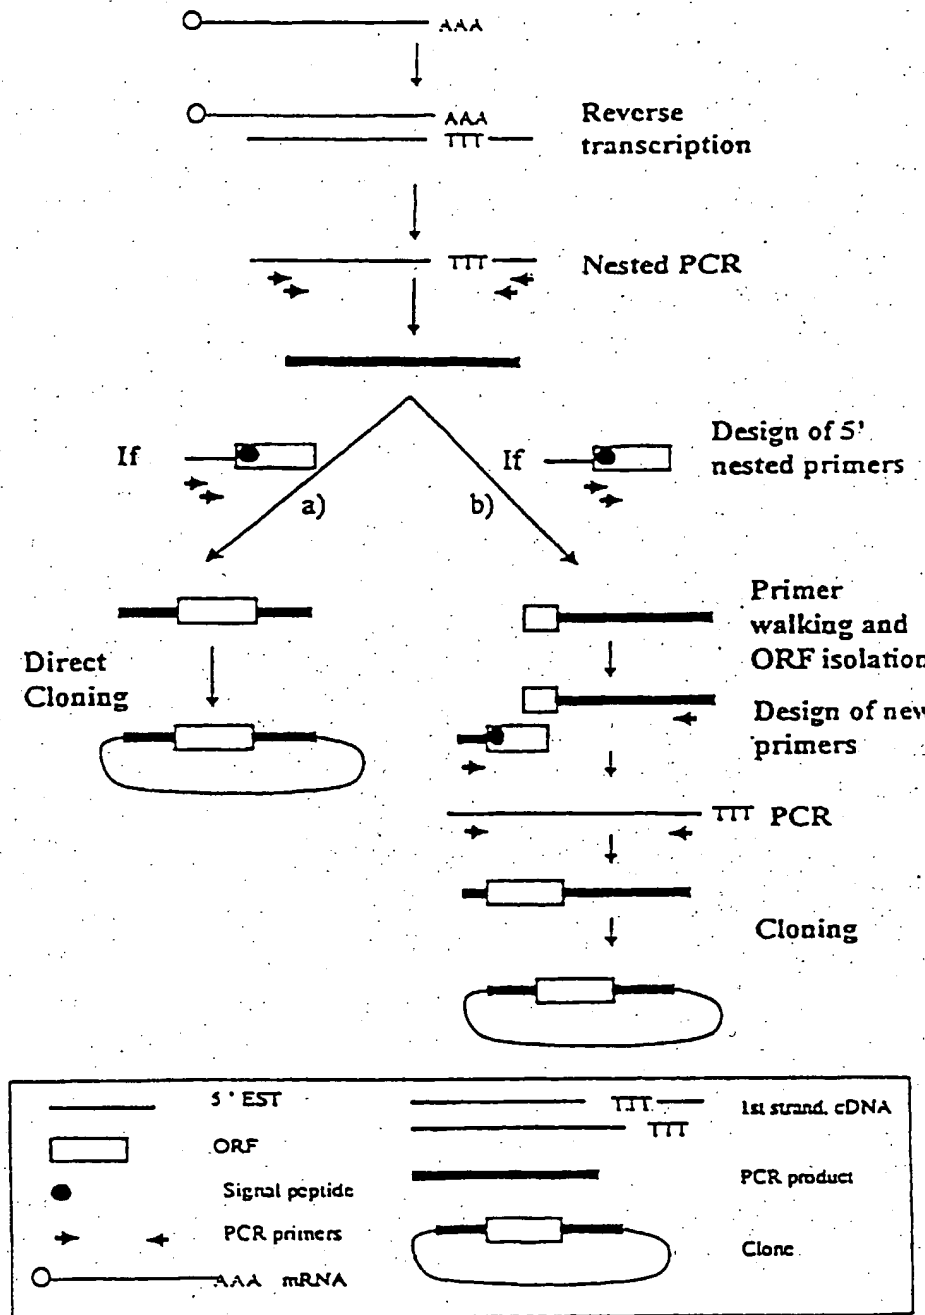 AAA
AAA
Reverse
transcription
TTT
TTT
Nested PCR
If
If
Design of 5'
nested primers
a)
b)
Primer
walking and
ORF isolation
Direct
Cloning
Design of new
primers
TTT PCR
Cloning
5' EST
ORF
Signal peptide
PCR primers
AAA mRNA
TTT
1st strand, cDNA
TTT
PCR product
Clone